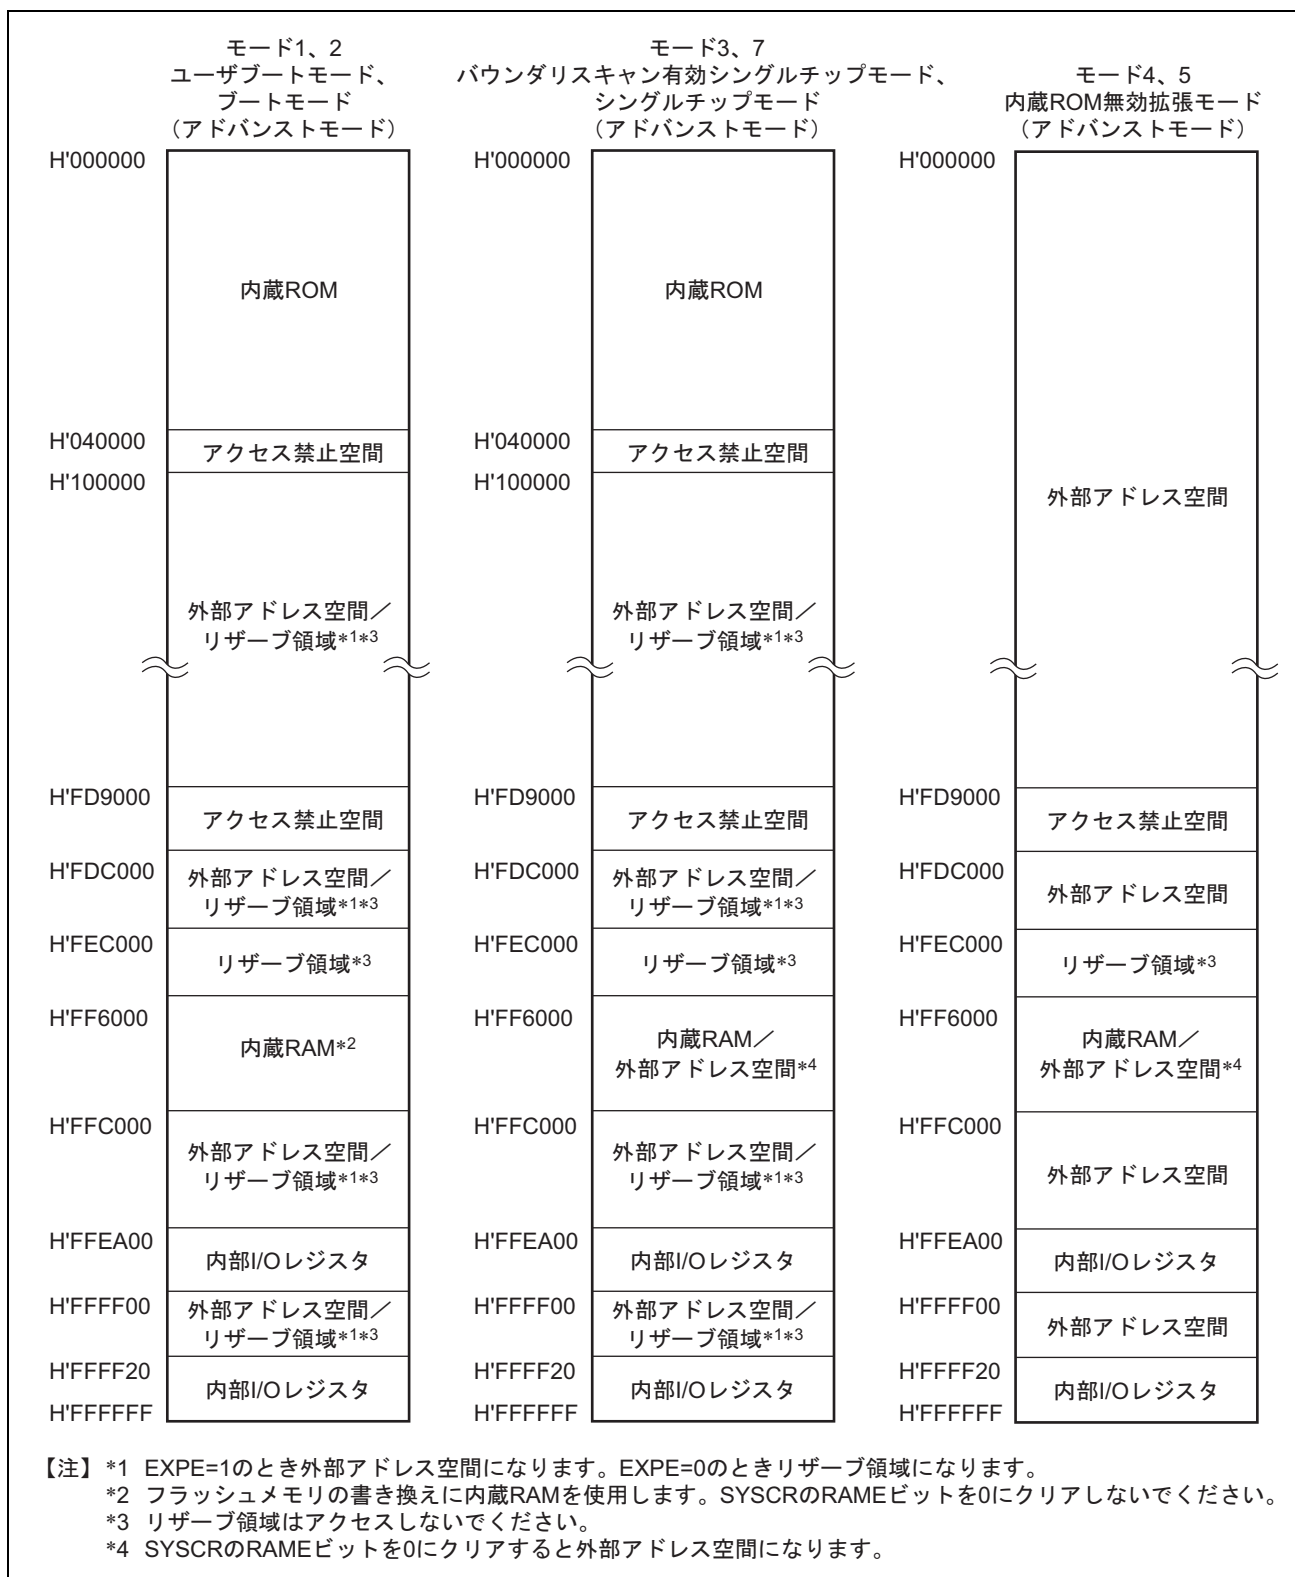 モード1、2
ユーザブートモード、
ブートモード
（アドバンストモード）
H'000000
内蔵ROM
H'040000
アクセス禁止空間
H'100000
外部アドレス空間／
リザーブ領域*1*3
H'FD9000
アクセス禁止空間
H'FDC000
外部アドレス空間／
リザーブ領域*1*3
H'FEC000
リザーブ領域*3
H'FF6000
内蔵RAM*2
H'FFC000
外部アドレス空間／
リザーブ領域*1*3
H'FFEA00
内部I/Oレジスタ
H'FFFF00
外部アドレス空間／
リザーブ領域*1*3
H'FFFF20
内部I/Oレジスタ
H'FFFFFF
モード3、7
バウンダリスキャン有効シングルチップモード、
シングルチップモード
（アドバンストモード）
H'000000
内蔵ROM
H'040000
アクセス禁止空間
H'100000
外部アドレス空間／
リザーブ領域*1*3
H'FD9000
アクセス禁止空間
H'FDC000
外部アドレス空間／
リザーブ領域*1*3
H'FEC000
リザーブ領域*3
H'FF6000
内蔵RAM／
外部アドレス空間*4
H'FFC000
外部アドレス空間／
リザーブ領域*1*3
H'FFEA00
内部I/Oレジスタ
H'FFFF00
外部アドレス空間／
リザーブ領域*1*3
H'FFFF20
内部I/Oレジスタ
H'FFFFFF
モード4、5
内蔵ROM無効拡張モード
（アドバンストモード）
H'000000
外部アドレス空間
H'FD9000
アクセス禁止空間
H'FDC000
外部アドレス空間
H'FEC000
リザーブ領域*3
H'FF6000
内蔵RAM／
外部アドレス空間*4
H'FFC000
外部アドレス空間
H'FFEA00
内部I/Oレジスタ
H'FFFF00
外部アドレス空間
H'FFFF20
内部I/Oレジスタ
H'FFFFFF
【注】*1 EXPE=1のとき外部アドレス空間になります。EXPE=0のときリザーブ領域になります。
*2 フラッシュメモリの書き換えに内蔵RAMを使用します。SYSCRのRAMEビットを0にクリアしないでください。
*3 リザーブ領域はアクセスしないでください。
*4 SYSCRのRAMEビットを0にクリアすると外部アドレス空間になります。